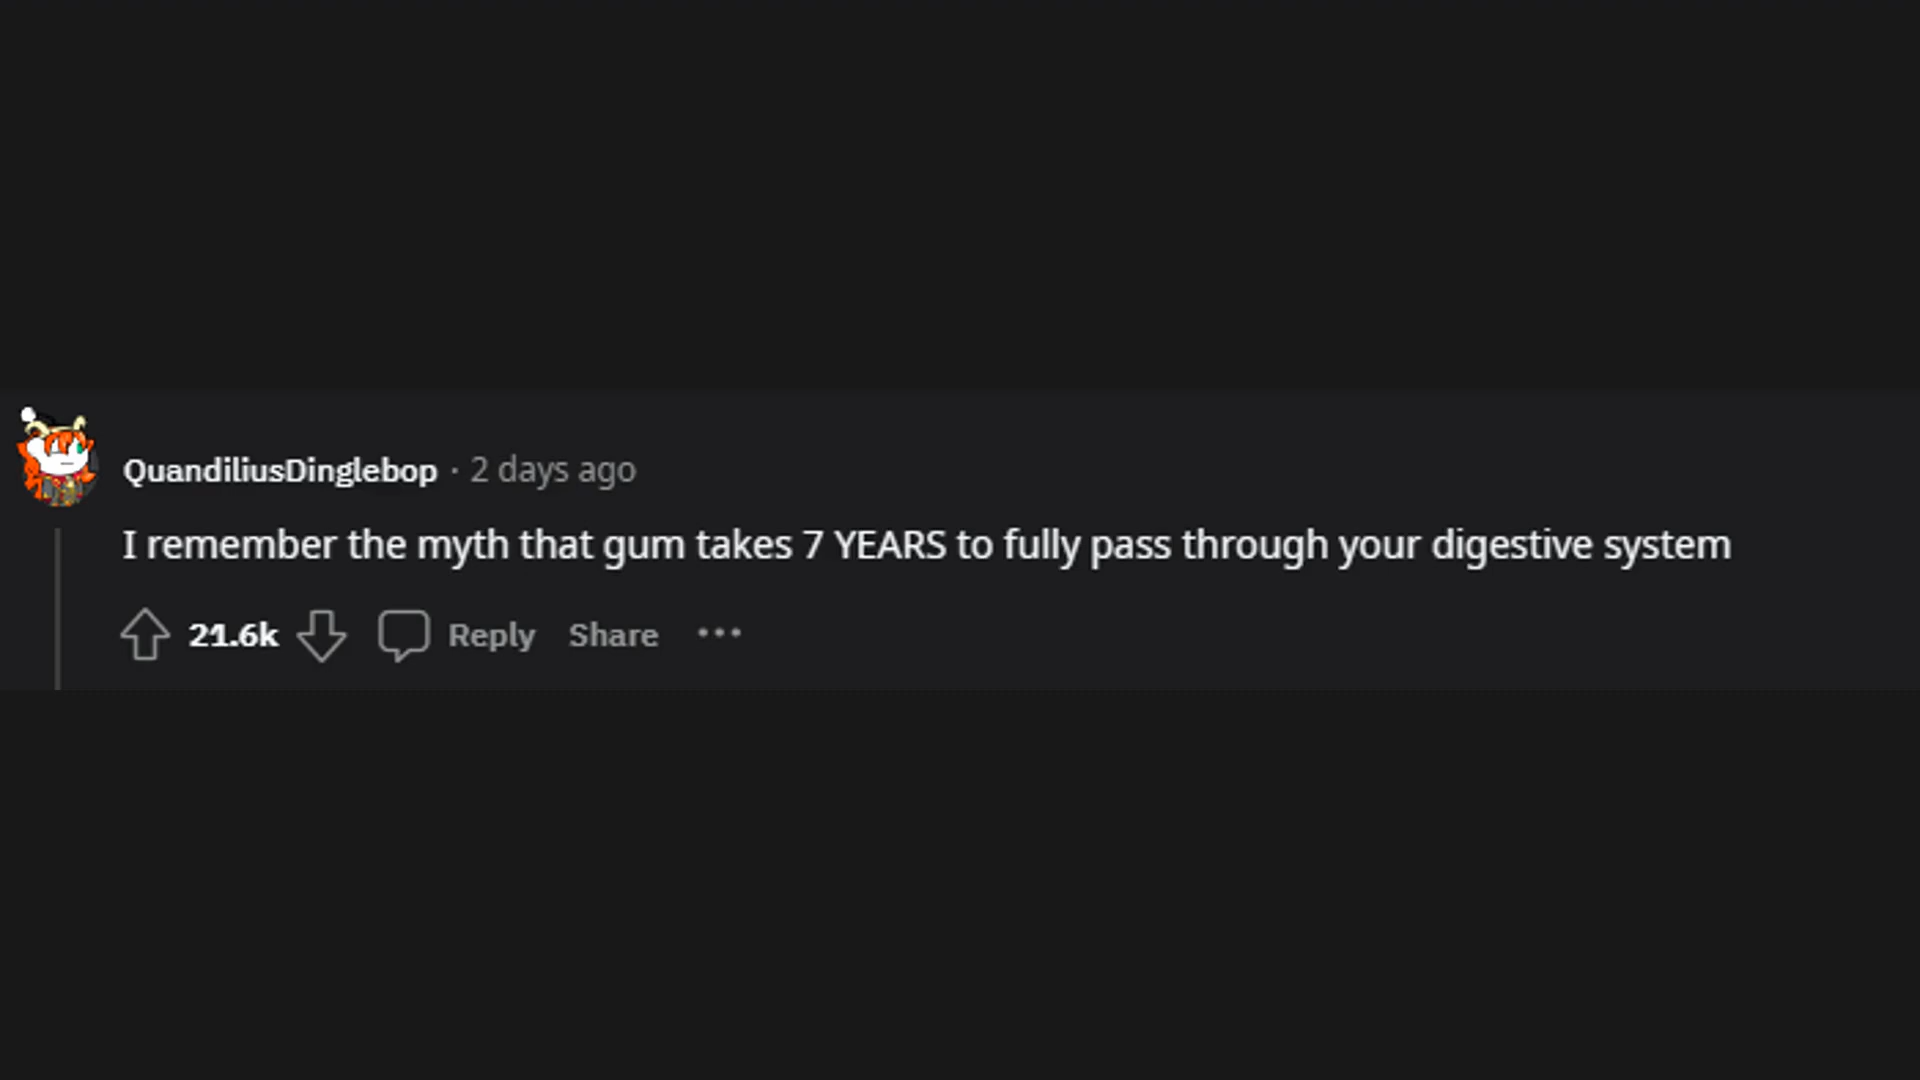 QuandiliusDinglebop · 2 days ago
I remember the myth that gum takes 7 YEARS to fully pass through your digestive system
21.6k Reply Share ...